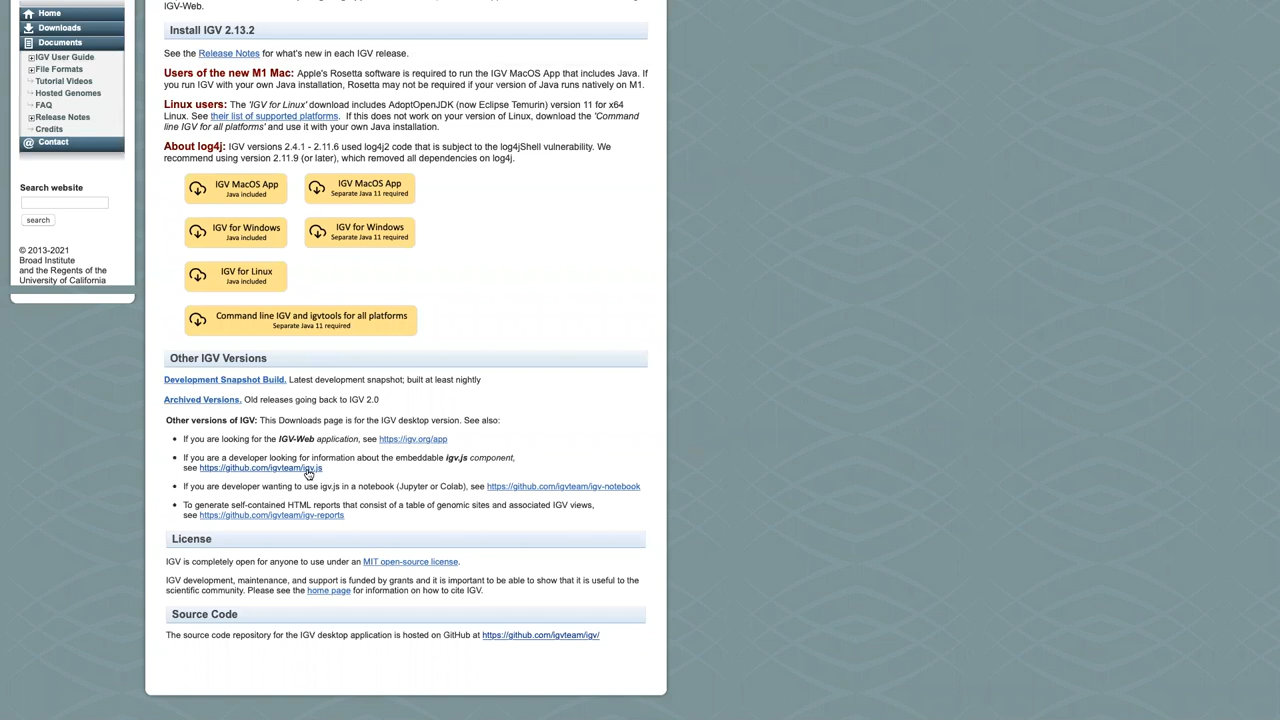 Home
Downloads
Documents
IGV User Guide
File Formats
Tutorial Videos
Hosted Genomes
FAQ
Release Notes
Credits
Contact
Search website
search
© 2013-2021
Broad Institute
and the Regents of the
University of California
IGV-Web.
Install IGV 2.13.2
See the Release Notes for what's new in each IGV release.
Users of the new M1 Mac: Apple's Rosetta software is required to run the IGV MacOS App that includes Java. If
you run IGV with your own Java installation, Rosetta may not be required if your version of Java runs natively on M1.
Linux users: The 'IGV for Linux' download includes AdoptOpenJDK (now Eclipse Temurin) version 11 for x64
Linux. See their list of supported platforms. If this does not work on your version of Linux, download the 'Command
line IGV for all platforms' and use it with your own Java installation.
About log4j: IGV versions 2.4.1 - 2.11.6 used log4j2 code that is subject to the log4jShell vulnerability. We
recommend using version 2.11.9 (or later), which removed all dependencies on log4j.
IGV MacOS App
Java included
IGV MacOS App
Separate Java 11 required
IGV for Windows
Java included
IGV for Windows
Separate Java 11 required
IGV for Linux
Java included
Command line IGV and igvtools for all platforms
Separate Java 11 required
Other IGV Versions
Development Snapshot Build. Latest development snapshot; built at least nightly
Archived Versions. Old releases going back to IGV 2.0
Other versions of IGV: This Downloads page is for the IGV desktop version. See also:
If you are looking for the IGV-Web application, see https://igv.org/app
If you are a developer looking for information about the embeddable igv.js component,
see https://github.com/igvteam/igv.js
If you are developer wanting to use igv.js in a notebook (Jupyter or Colab), see https://github.com/igvteam/igv-notebook
To generate self-contained HTML reports that consist of a table of genomic sites and associated IGV views,
see https://github.com/igvteam/igv-reports
License
IGV is completely open for anyone to use under an MIT open-source license.
IGV development, maintenance, and support is funded by grants and it is important to be able to show that it is useful to the
scientific community. Please see the home page for information on how to cite IGV.
Source Code
The source code repository for the IGV desktop application is hosted on GitHub at https://github.com/igvteam/igv/